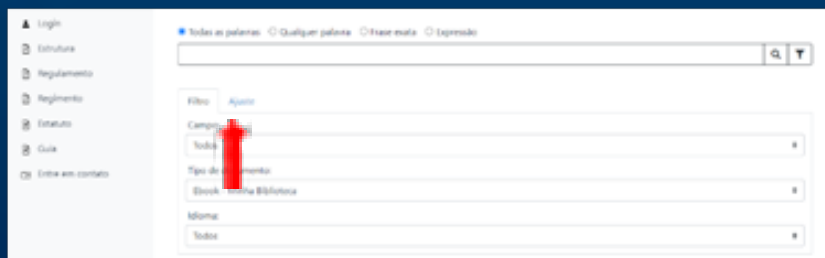 Login
Estrutura
Regulamento
Regimento
Estatuto
Guia
Entre em contato
Todas as palavras Qualquer palavra Frase exata Expressão
Filtro Ajuste
Campo
Todos
Tipo de
Ebook Biblioteca
Idioma:
Todos